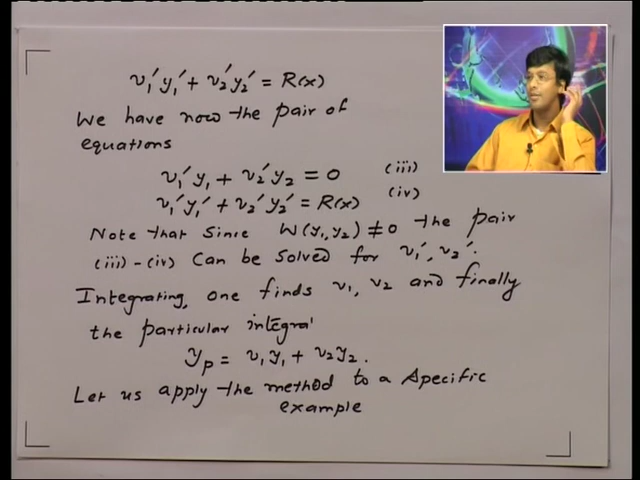 v₁′y₁′ + v₂′y₂′ = R(x)
We have now the pair of
equations
v₁′y₁ + v₂′y₂ = 0 (iii)
v₁′y₁′ + v₂′y₂′ = R(x) (iv)
Note that since W(y₁,y₂) ≠ 0 the pair
(iii)-(iv) can be solved for v₁′, v₂′.
Integrating, one finds v₁, v₂ and finally
the particular integral
yₚ = v₁y₁ + v₂y₂.
Let us apply the method to a specific
example